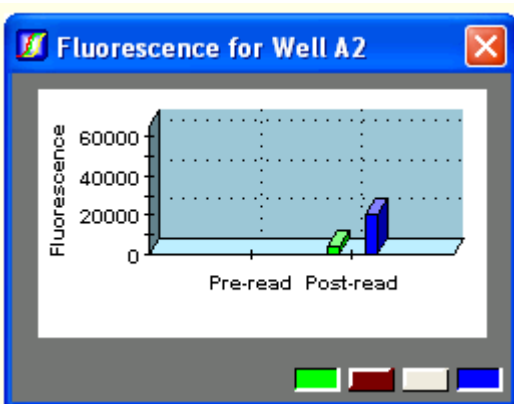 Fluorescence for Well A2
Fluorescence
60000
40000
20000
0
Pre-read Post-read